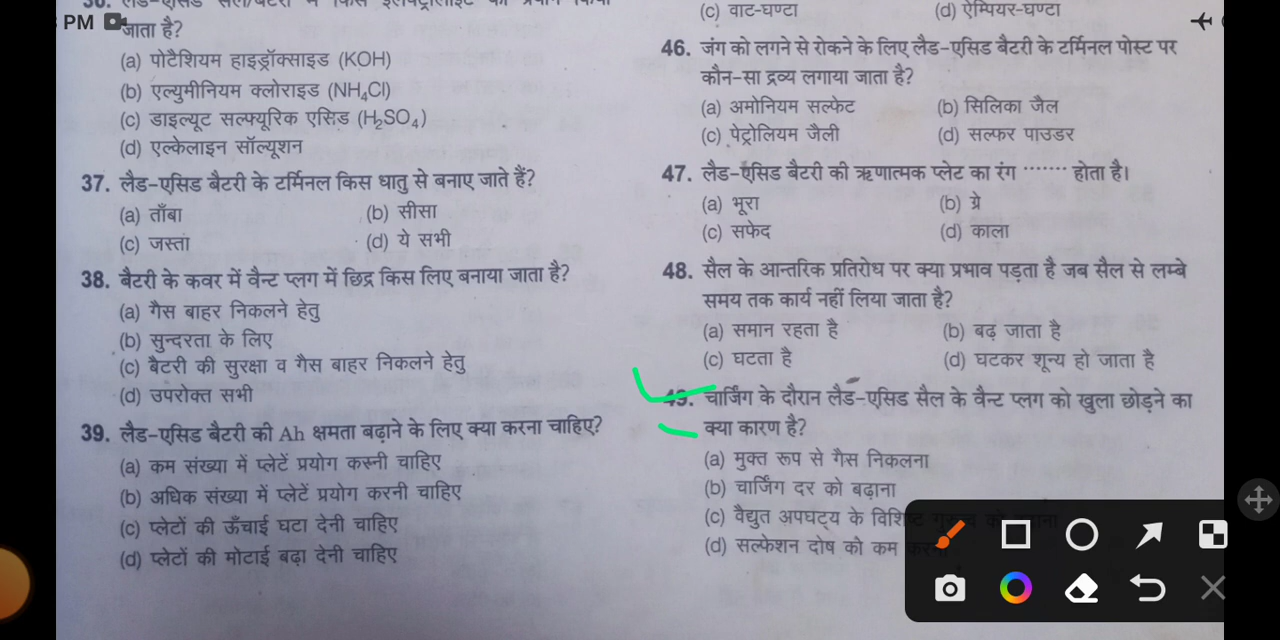 PM
जाता है?
(a) पोटैशियम हाइड्रॉक्साइड (KOH)
(b) एल्युमीनियम क्लोराइड (NH₄Cl)
(c) डाइल्यूट सल्फ्यूरिक एसिड (H₂SO₄)
(d) एल्केलाइन सॉल्यूशन
37. लैड-एसिड बैटरी के टर्मिनल किस धातु से बनाए जाते हैं?
(a) ताँबा (b) सीसा
(c) जस्ता (d) ये सभी
38. बैटरी के कवर में वैन्ट प्लग में छिद्र किस लिए बनाया जाता है?
(a) गैस बाहर निकलने हेतु
(b) सुन्दरता के लिए
(c) बैटरी की सुरक्षा व गैस बाहर निकलने हेतु
(d) उपरोक्त सभी
39. लैड-एसिड बैटरी की Ah क्षमता बढ़ाने के लिए क्या करना चाहिए?
(a) कम संख्या में प्लेटें प्रयोग करनी चाहिए
(b) अधिक संख्या में प्लेटें प्रयोग करनी चाहिए
(c) प्लेटों की ऊँचाई घटा देनी चाहिए
(d) प्लेटों की मोटाई बढ़ा देनी चाहिए
(c) वाट-घण्टा (d) ऐम्पियर-घण्टा
46. जंग को लगने से रोकने के लिए लैड-एसिड बैटरी के टर्मिनल पोस्ट पर
कौन-सा द्रव्य लगाया जाता है?
(a) अमोनियम सल्फेट (b) सिलिका जैल
(c) पेट्रोलियम जैली (d) सल्फर पाउडर
47. लैड-एसिड बैटरी की ऋणात्मक प्लेट का रंग ······ होता है।
(a) भूरा (b) ग्रे
(c) सफेद (d) काला
48. सैल के आन्तरिक प्रतिरोध पर क्या प्रभाव पड़ता है जब सैल से लम्बे
समय तक कार्य नहीं लिया जाता है?
(a) समान रहता है (b) बढ़ जाता है
(c) घटता है (d) घटकर शून्य हो जाता है
49. चार्जिंग के दौरान लैड-एसिड सैल के वैन्ट प्लग को खुला छोड़ने का
क्या कारण है?
(a) मुक्त रूप से गैस निकलना
(b) चार्जिंग दर को बढ़ाना
(c) वैद्युत अपघट्य के विशिष्ट
(d) सल्फेशन दोष को कम करना